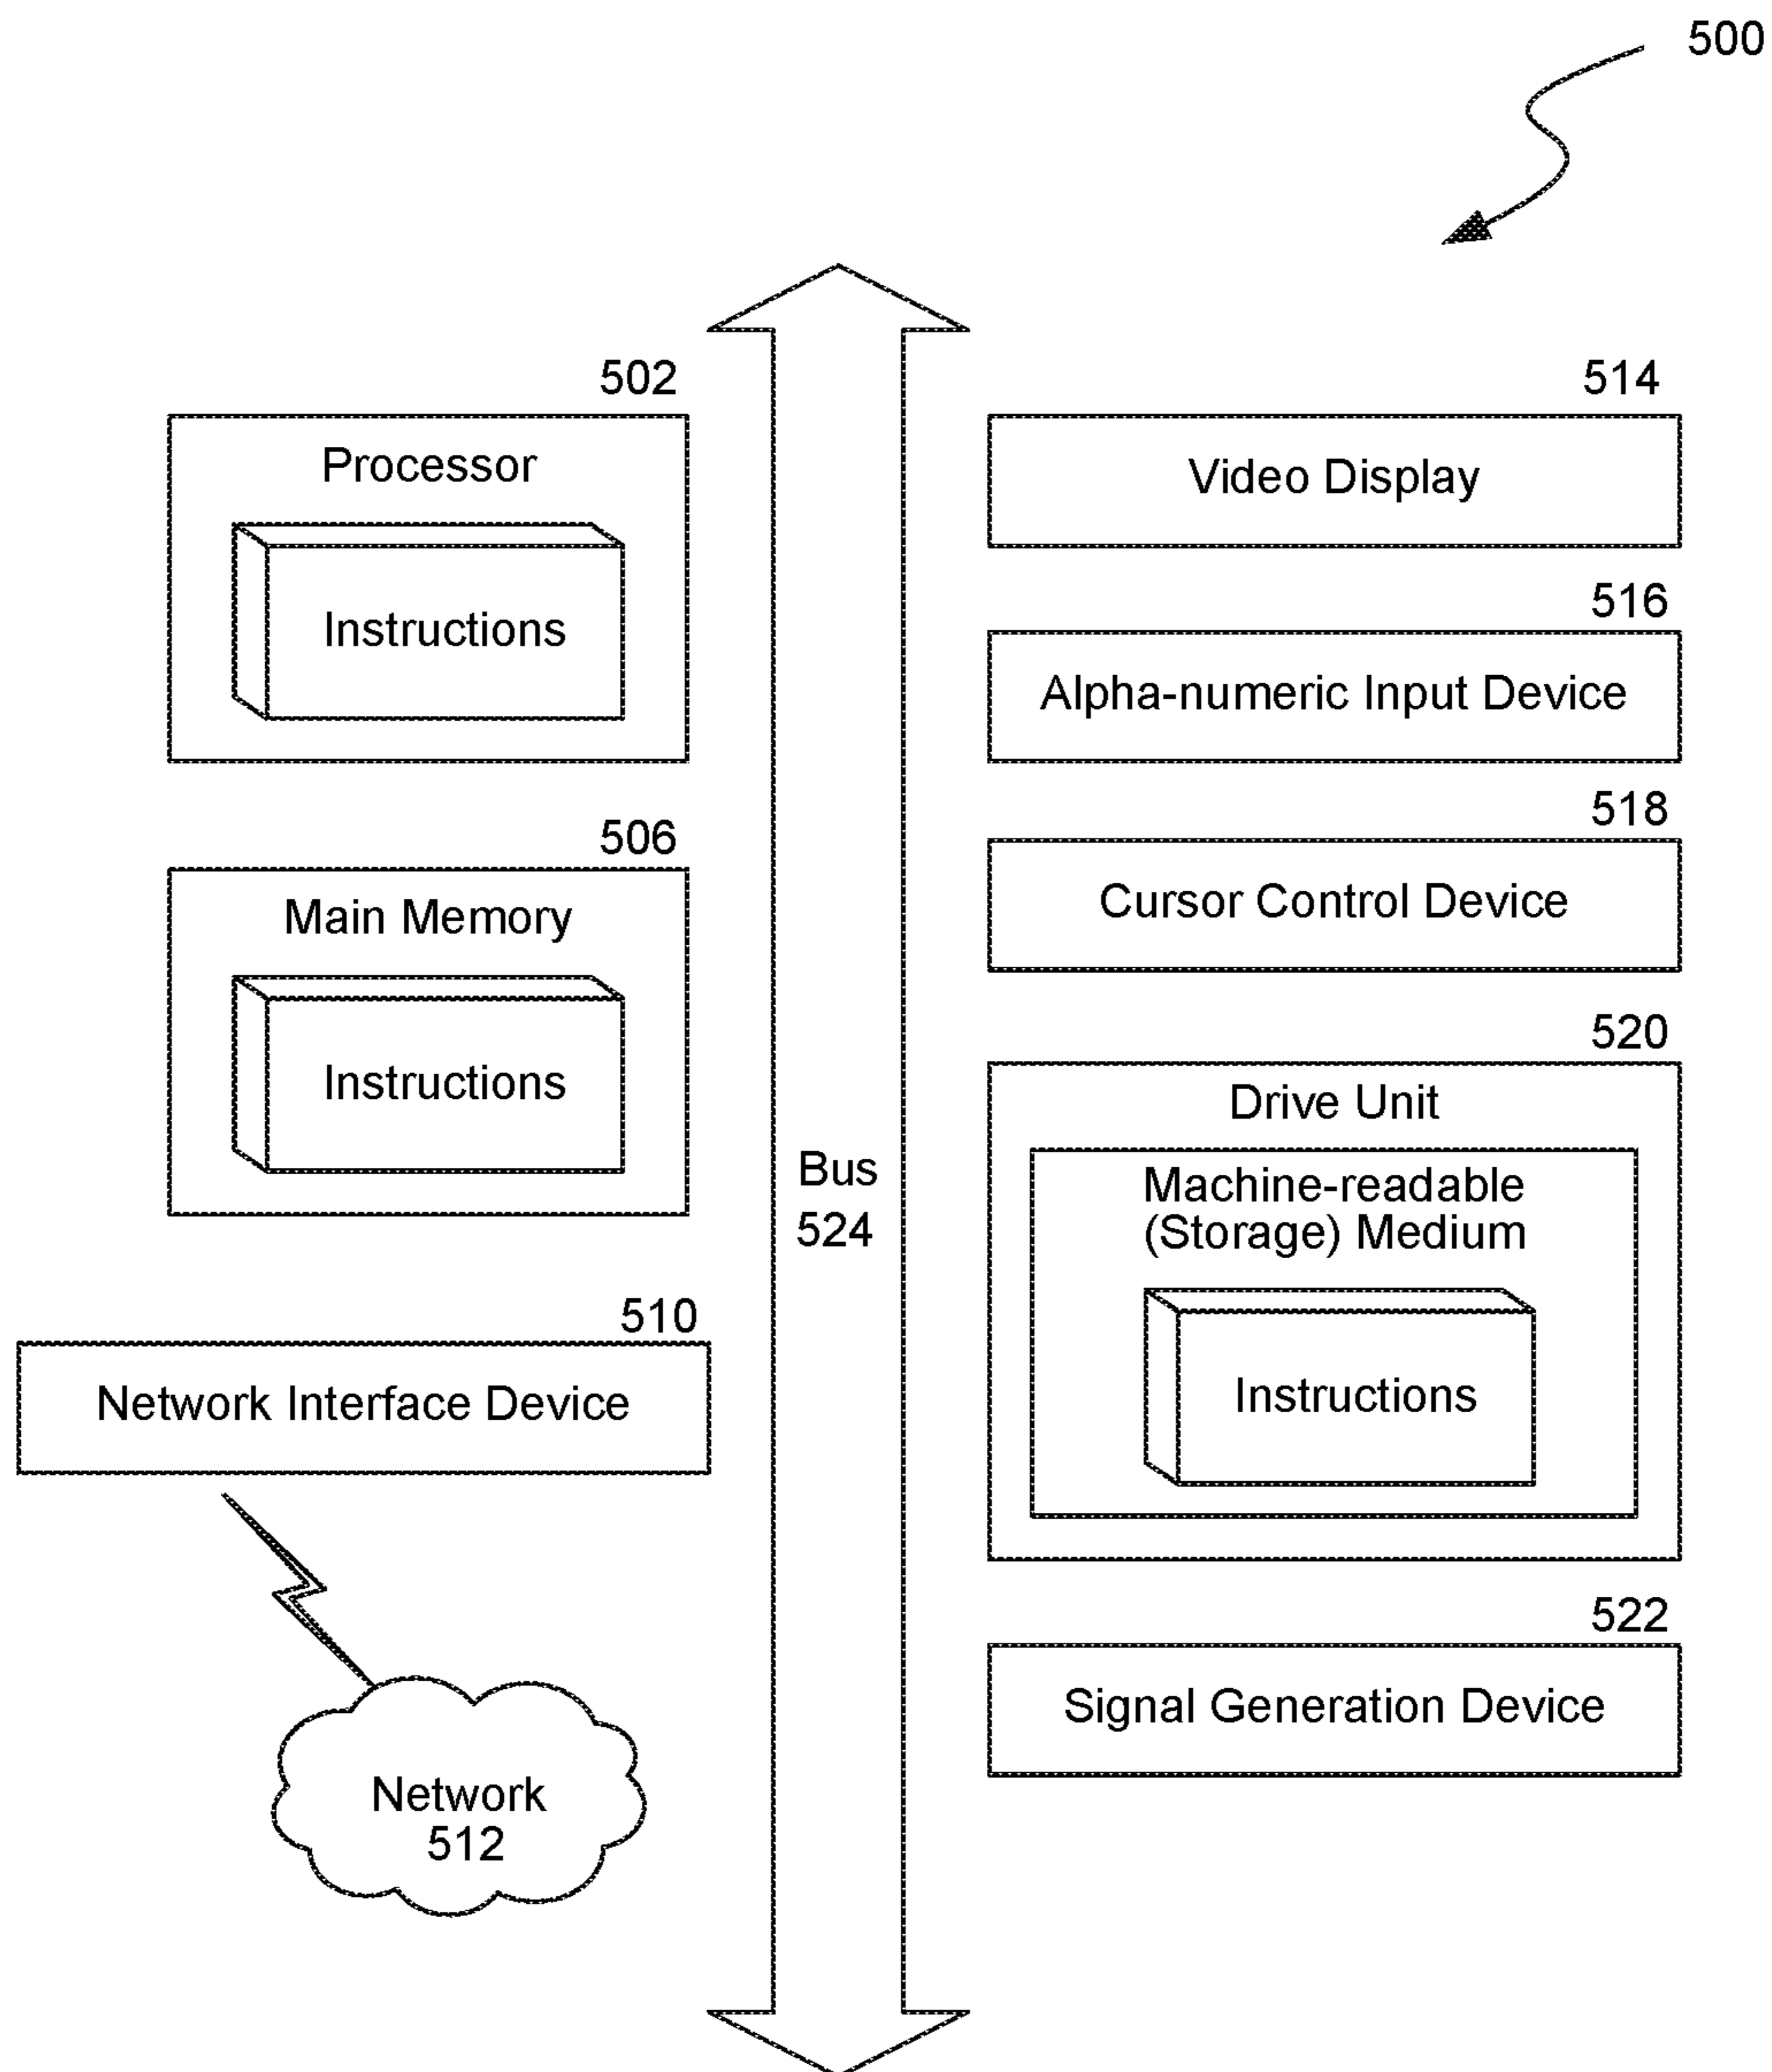 500
502
Processor
Instructions
506
Main Memory
Instructions
510
Network Interface Device
Network
512
Bus
524
514
Video Display
516
Alpha-numeric Input Device
518
Cursor Control Device
520
Drive Unit
Machine-readable
(Storage) Medium
Instructions
522
Signal Generation Device